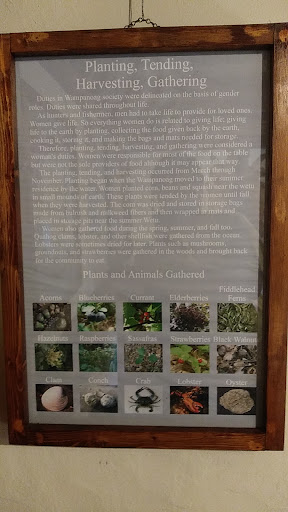 Planting, Tending,
Harvesting, Gathering
Duties in Wampanoag society were delineated on the basis of gender
roles. Duties were shared throughout life.
As hunters and fishermen, men had to take life to provide for loved ones.
Women gave life. So everything women do is related to giving life; giving
life to the earth by planting, collecting the food given back by the earth,
cooking it, storing it, and making the bags and mats needed for storage.
Therefore, planting, tending, harvesting, and gathering were considered a
woman's duties. Women were responsible for most of the food on the table
but were not the sole providers of food although it may appear that way.
The planting, tending, and harvesting occurred from March through
November. Planting began when the Wampanoag moved to their summer
residence by the water. Women planted corn, beans and squash near the water
in small mounds of earth. These plants were tended by the women until fall
when they were harvested. The corn was dried and stored in storage bags
made from bulrush and milkweed fibers and then wrapped in mats and
placed in storage pits near the summer
Women also gathered food during the spring, summer, and fall too.
Quahog clams, lobster, and other shellfish were gathered from the ocean.
Lobsters were sometimes dried for later. Plants such as mushrooms,
groundnuts, and strawberries were gathered in the woods and brought back
for the community to eat.
Plants and Animals Gathered
Fiddlehead
Acorns Blueberries Currant Elderberries Ferns
Hazelnuts Raspberries Sassafras Strawberries Black Walnut
Clam Conch Crab Lobster Oyster